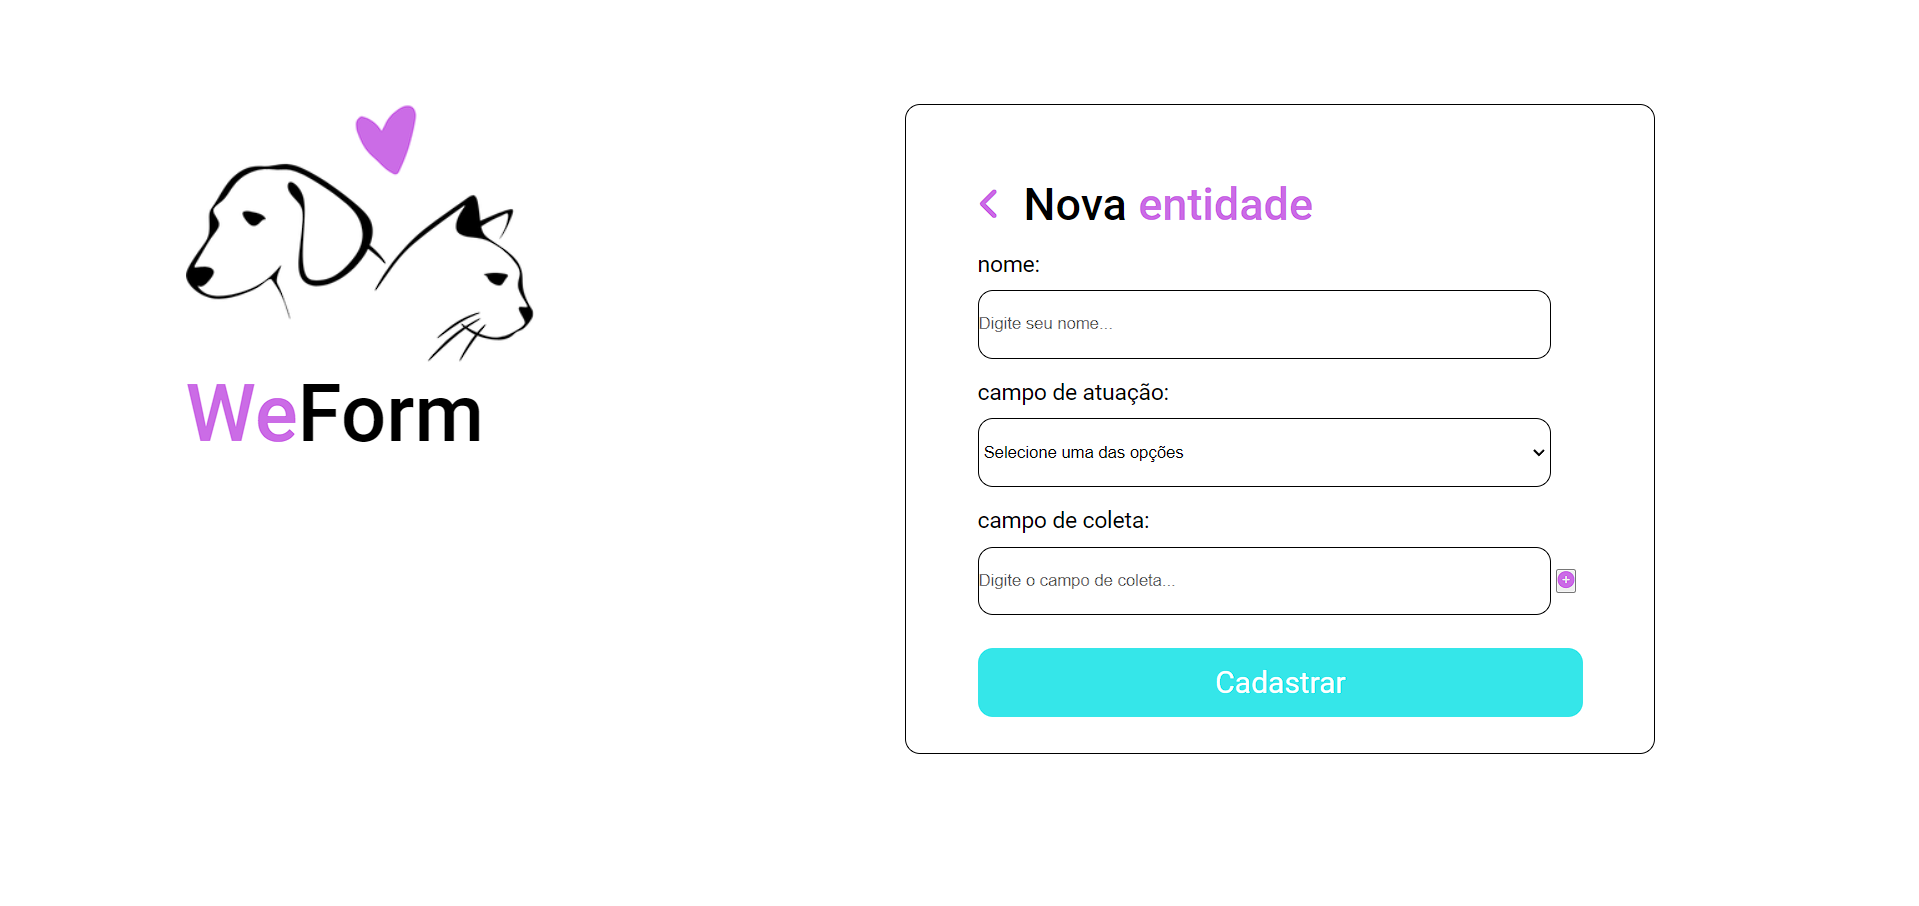 WeForm
Nova entidade
nome:
Digite seu nome...
campo de atuação:
Selecione uma das opções
campo de coleta:
Digite o campo de coleta...
Cadastrar